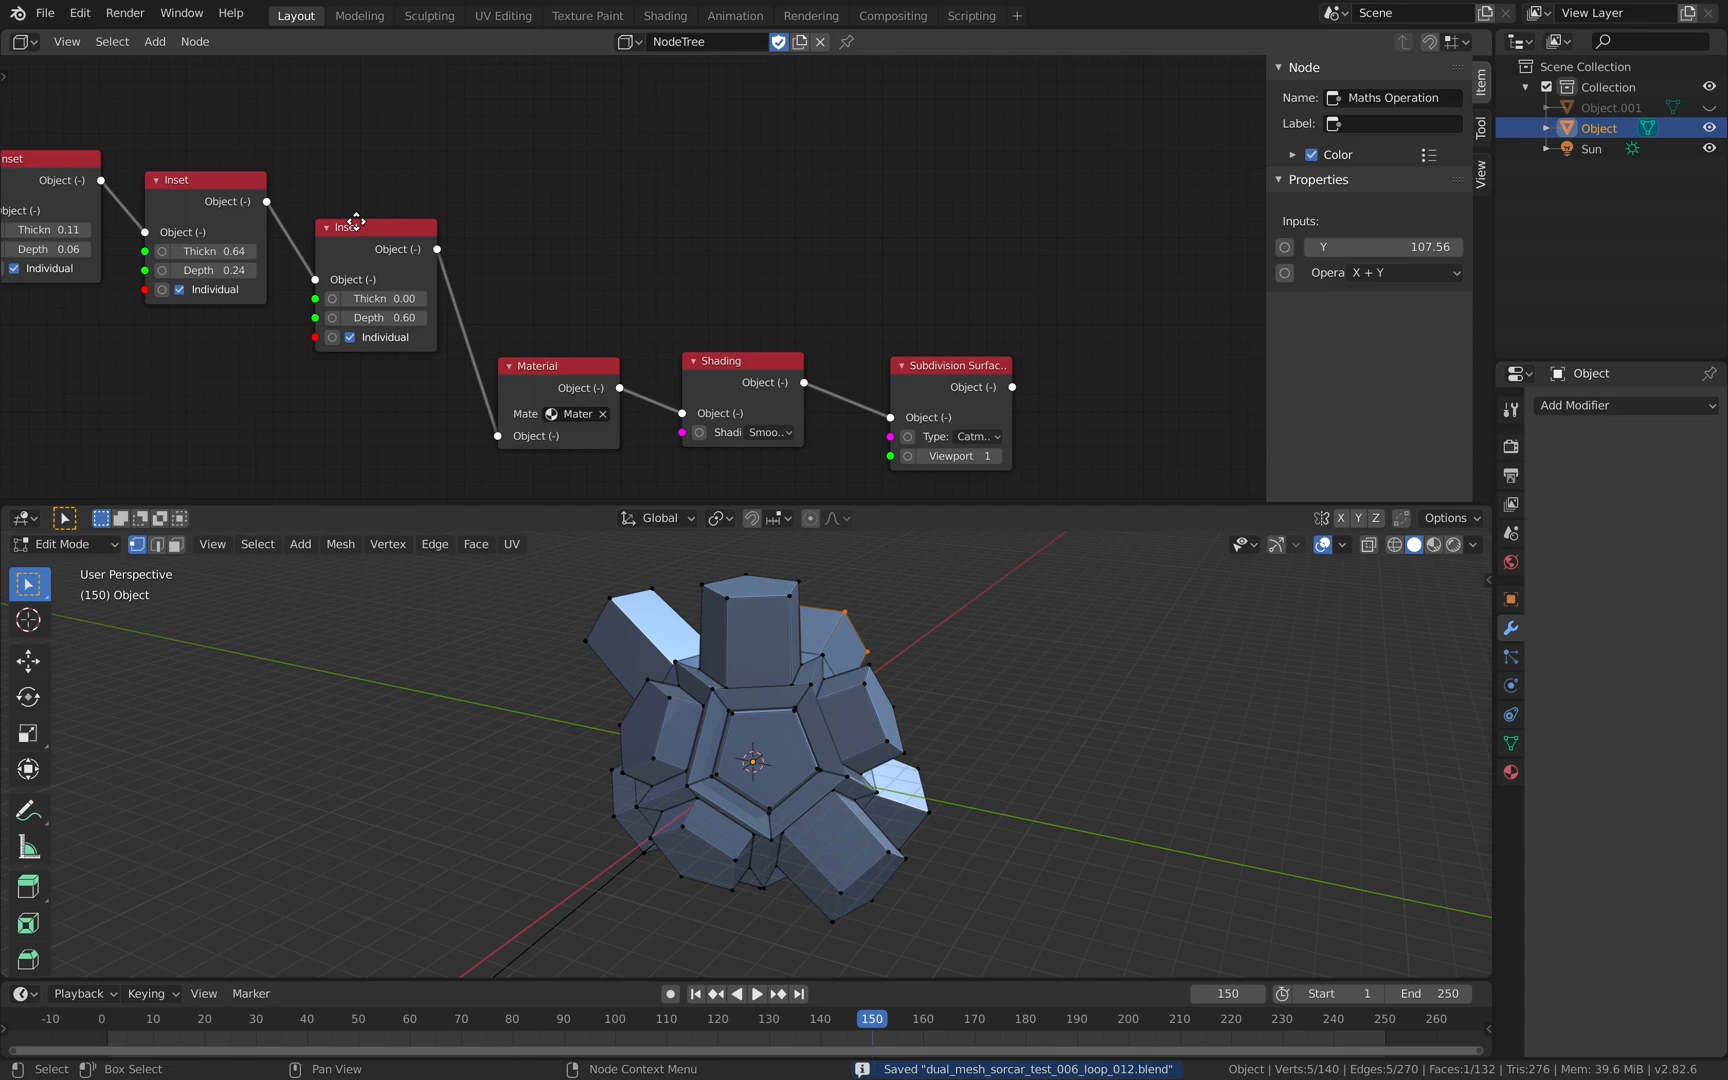 File Edit Render Window Help Layout Modeling Sculpting UV Editing Texture Paint Shading Animation Rendering Compositing Scripting + Scene View Layer
View Select Add Node NodeTree
Node
Name: Maths Operation
Label:
Color
Properties
Inputs:
Y 107.56
Opera X + Y
Item
Tool
View
Scene Collection
Collection
Object.001
Object
Sun
Object
Add Modifier
nset
Object (-)
bject (-)
Thickn 0.11
Depth 0.06
Individual
Inset
Object (-)
Object (-)
Thickn 0.64
Depth 0.24
Individual
Inset
Object (-)
Object (-)
Thickn 0.00
Depth 0.60
Individual
Material
Object (-)
Mate Mater
Object (-)
Shading
Object (-)
Object (-)
Shadi Smoo..
Subdivision Surfac..
Object (-)
Object (-)
Type: Catm..
Viewport 1
Global X Y Z Options
Edit Mode View Select Add Mesh Vertex Edge Face UV
User Perspective
(150) Object
Playback Keying View Marker 150 Start 1 End 250
-10 0 10 20 30 40 50 60 70 80 90 100 110 120 130 140 150 160 170 180 190 200 210 220 230 240 250 260
Select Box Select Pan View Node Context Menu Saved "dual_mesh_sorcar_test_006_loop_012.blend" Object | Verts:5/140 | Edges:5/270 | Faces:1/132 | Tris:276 | Mem: 39.6 MiB | v2.82.6